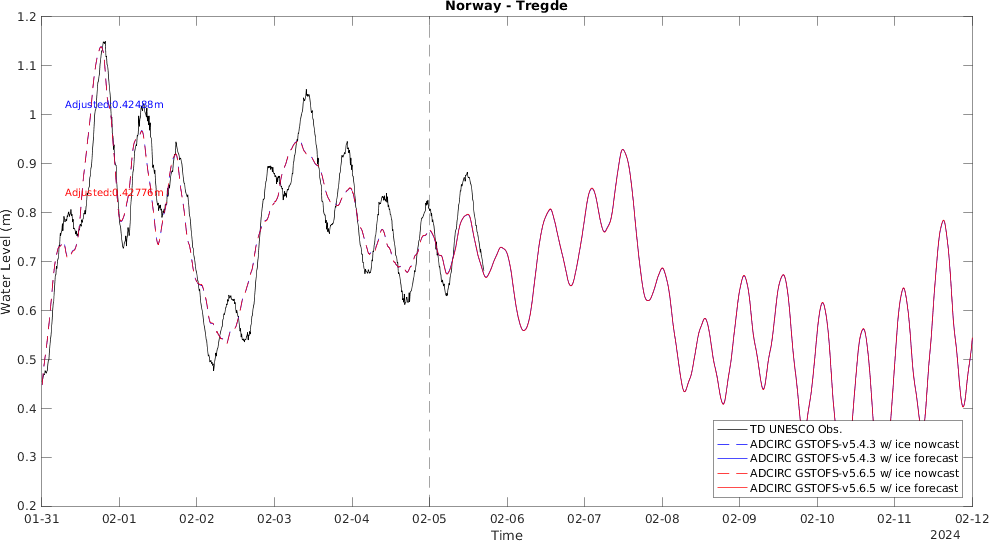 Norway - Tregde
1.2
1.1
1
0.9
0.8
0.7
0.6
0.5
0.4
0.3
0.2
Water Level (m)
Adjusted:0.42488m
Adjusted:0.42776m
TD UNESCO Obs.
ADCIRC GSTOFS-v5.4.3 w/ ice nowcast
ADCIRC GSTOFS-v5.4.3 w/ ice forecast
ADCIRC GSTOFS-v5.6.5 w/ ice nowcast
ADCIRC GSTOFS-v5.6.5 w/ ice forecast
01-31 02-01 02-02 02-03 02-04 02-05 02-06 02-07 02-08 02-09 02-10 02-11 02-12
Time
2024